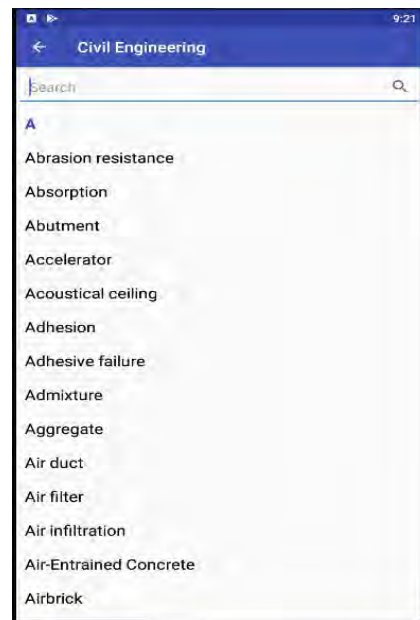 9:21
Civil Engineering
Search
A
Abrasion resistance
Absorption
Abutment
Accelerator
Acoustical ceiling
Adhesion
Adhesive failure
Admixture
Aggregate
Air duct
Air filter
Air infiltration
Air-Entrained Concrete
Airbrick